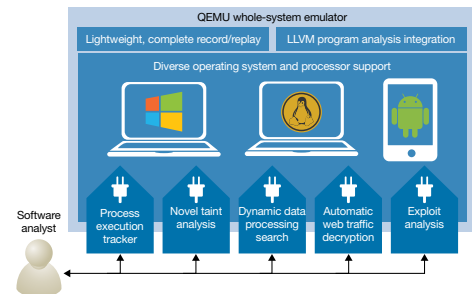 QEMU whole-system emulator
Lightweight, complete record/replay
LLVM program analysis integration
Diverse operating system and processor support
Process
execution
tracker
Novel taint
analysis
Dynamic data
processing
search
Automatic
web traffic
decryption
Exploit
analysis
Software
analyst